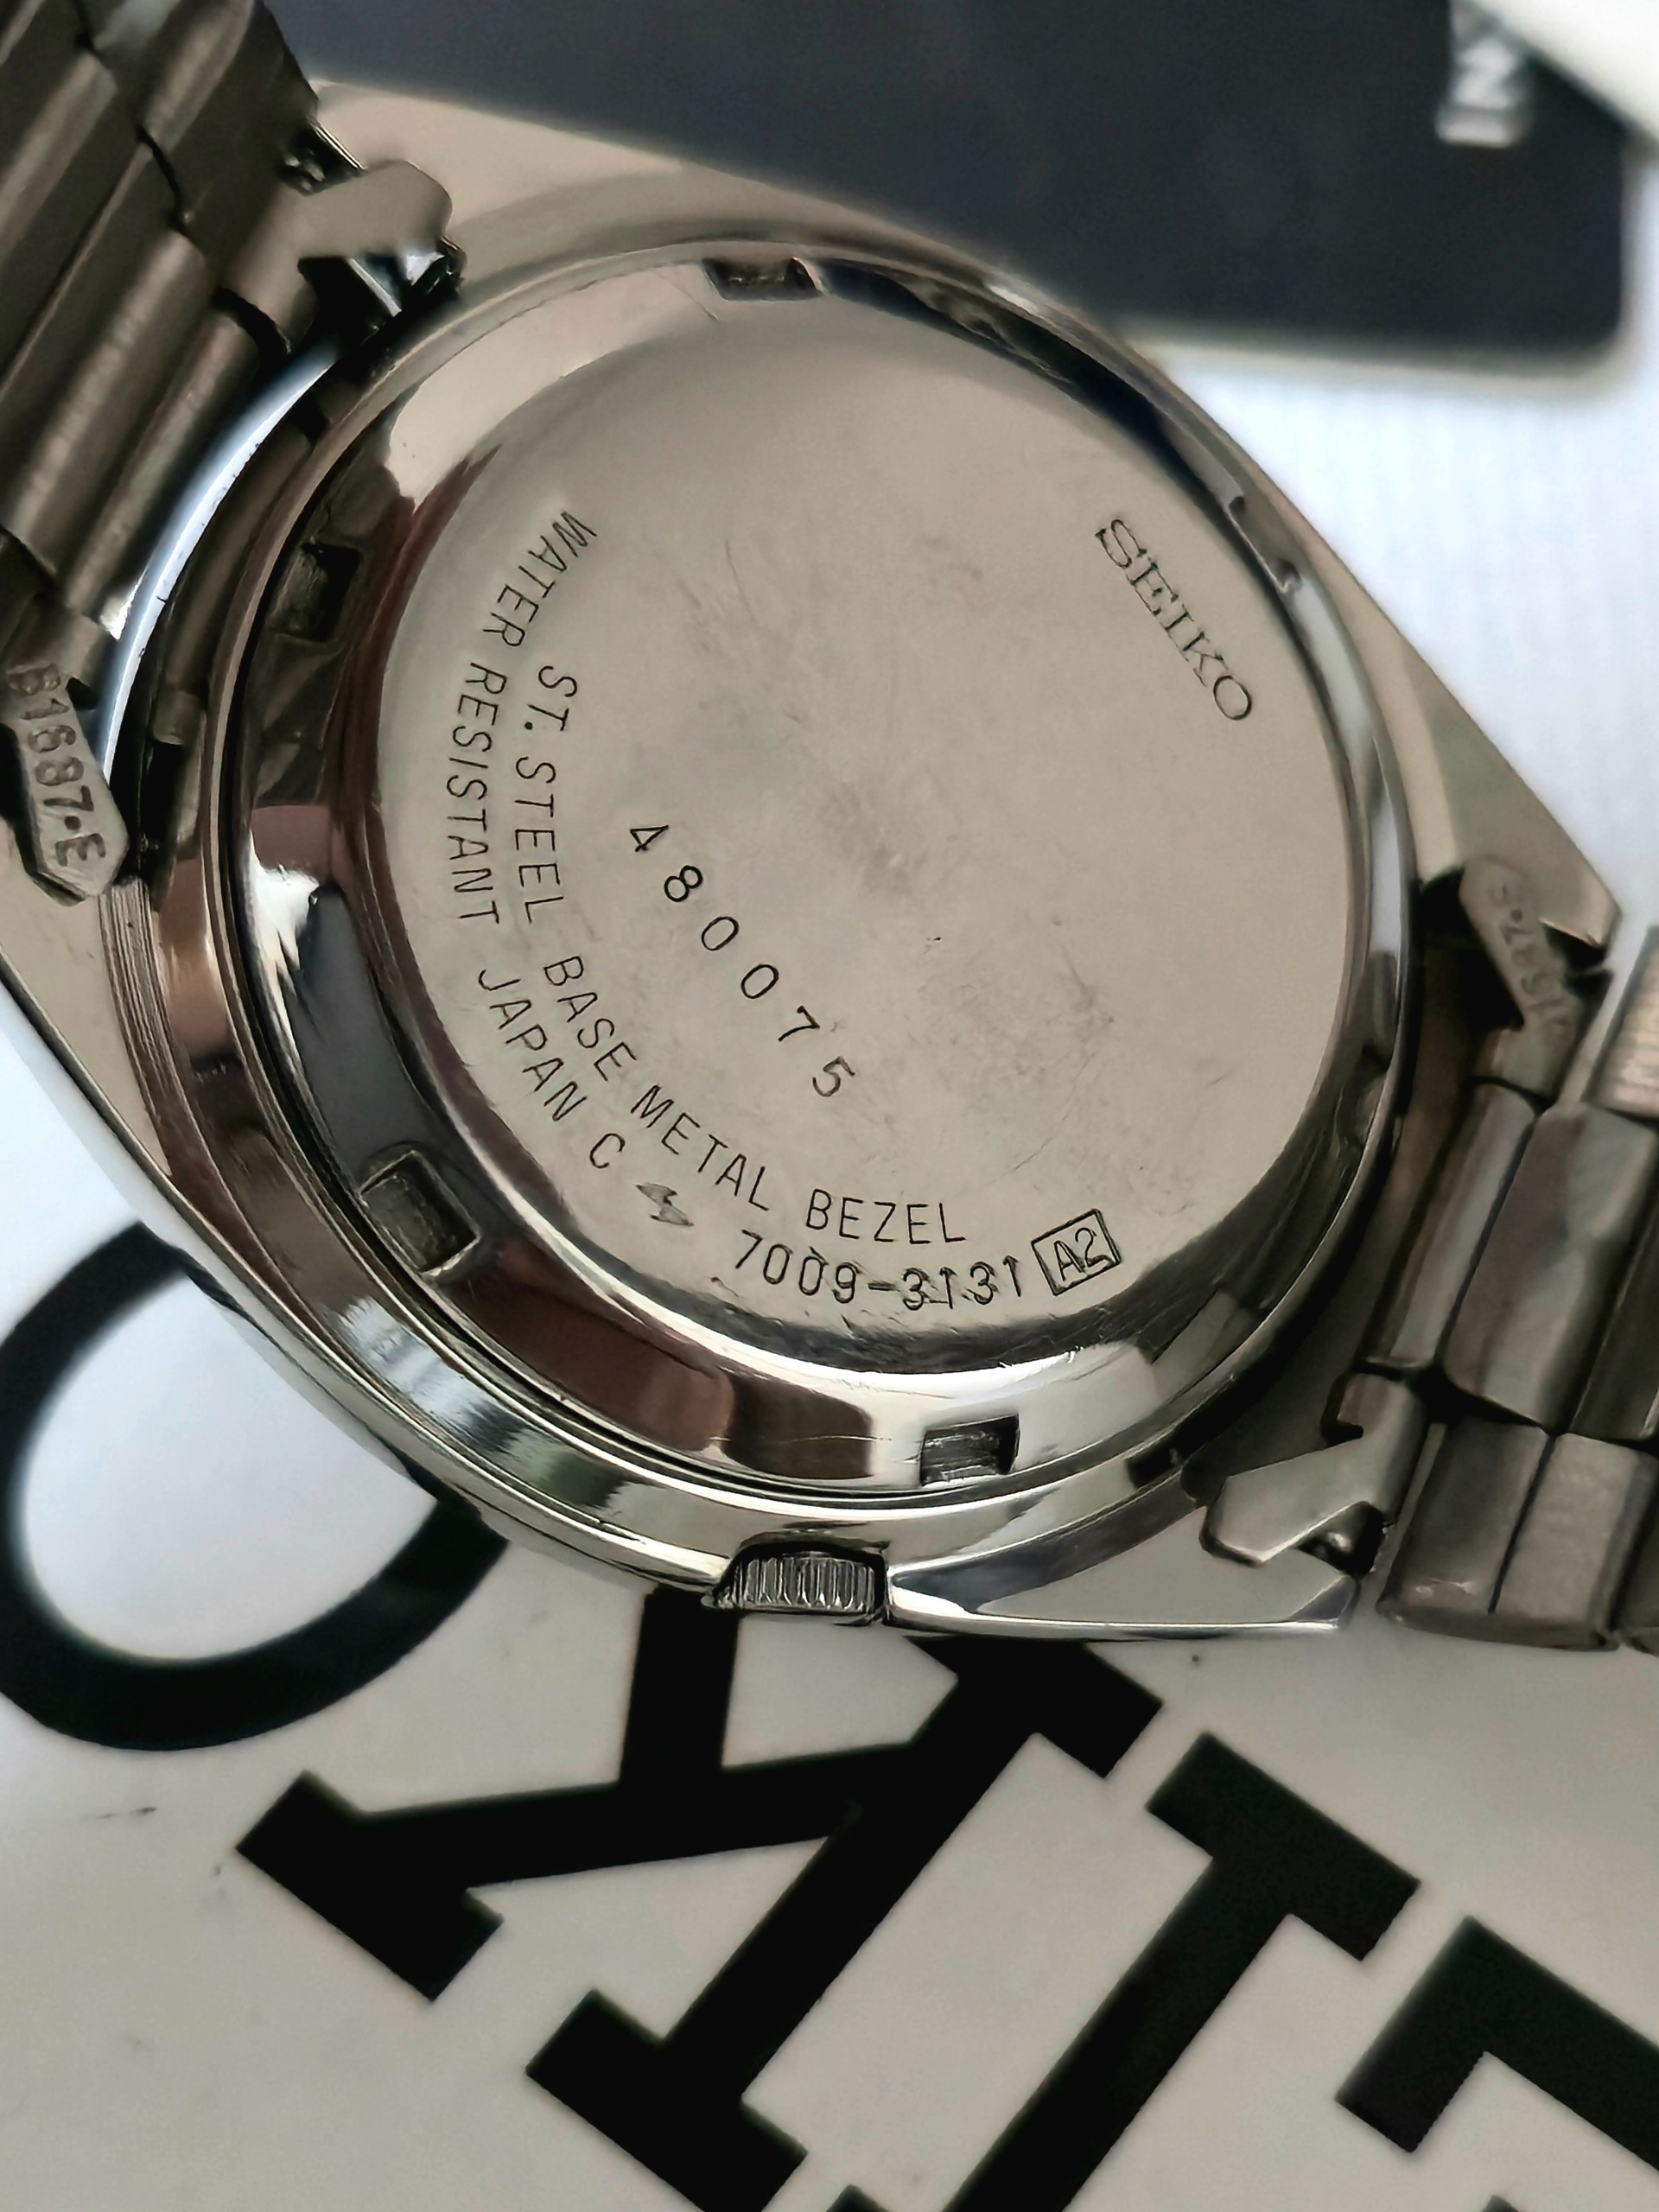 SEIKO
480075
ST. STEEL BASE METAL BEZEL
WATER RESISTANT JAPAN C 7009-3131 A2
B1687·E